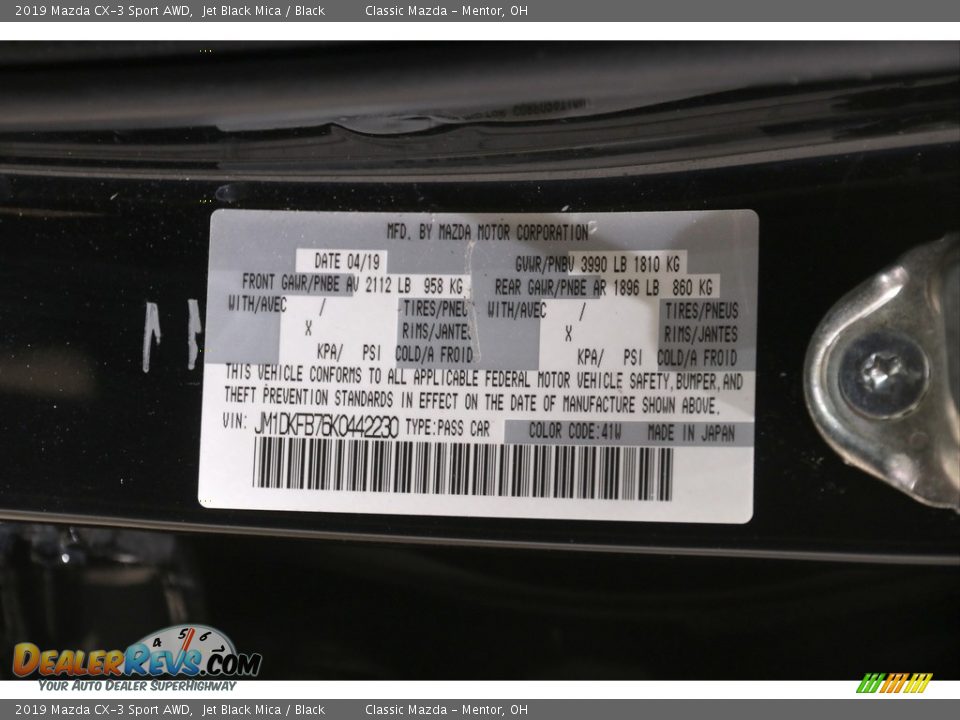 2019 Mazda CX-3 Sport AWD, Jet Black Mica / Black Classic Mazda - Mentor, OH
MFD. BY MAZDA MOTOR CORPORATION
DATE 04/19 GVWR/PNBV 3990 LB 1810 KG
FRONT GAWR/PNBE AV 2112 LB 958 KG REAR GAWR/PNBE AR 1896 LB 860 KG
WITH/AVEC / TIRES/PNEU WITH/AVEC / TIRES/PNEUS
X RIMS/JANTES X RIMS/JANTES
KPA/ PSI COLD/A FROID KPA/ PSI COLD/A FROID
THIS VEHICLE CONFORMS TO ALL APPLICABLE FEDERAL MOTOR VEHICLE SAFETY, BUMPER, AND
THEFT PREVENTION STANDARDS IN EFFECT ON THE DATE OF MANUFACTURE SHOWN ABOVE.
VIN: JM1DKFB76K0442230 TYPE:PASS CAR COLOR CODE:41W MADE IN JAPAN
4 5 6
DEALERREVS.COM
YOUR AUTO DEALER SUPERHIGHWAY
2019 Mazda CX-3 Sport AWD, Jet Black Mica / Black Classic Mazda - Mentor, OH